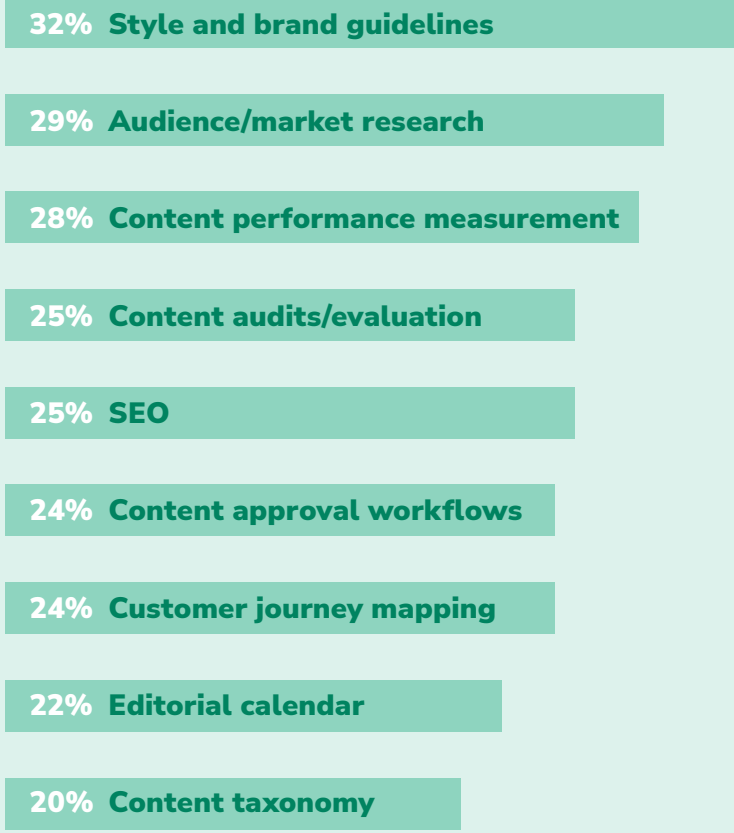 32% Style and brand guidelines
29% Audience/market research
28% Content performance measurement
25% Content audits/evaluation
25% SEO
24% Content approval workflows
24% Customer journey mapping
22% Editorial calendar
20% Content taxonomy